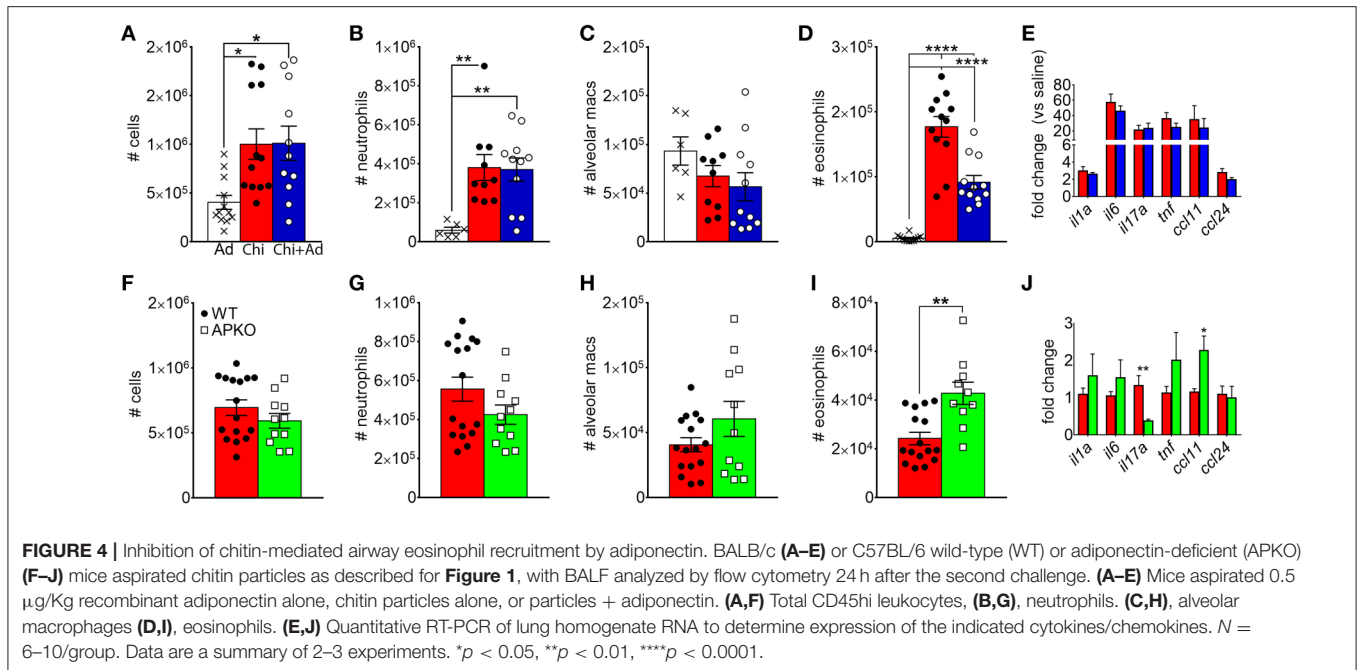 A B C D E
2×10⁶
2×10⁶
1×10⁶
5×10⁵
0
# cells
* *
Ad Chi Chi+Ad
1×10⁶
8×10⁵
6×10⁵
4×10⁵
2×10⁵
0
# neutrophils
** **
2×10⁵
2×10⁵
1×10⁵
5×10⁴
0
# alveolar macs
3×10⁵
2×10⁵
1×10⁵
0
# eosinophils
**** ****
80
60
40
20
6
4
2
0
fold change (vs saline)
il1a il6 il17a tnf ccl11 ccl24
F G H I J
2×10⁶
1×10⁶
5×10⁵
0
# cells
WT
APKO
1×10⁶
8×10⁵
6×10⁵
4×10⁵
2×10⁵
0
# neutrophils
2×10⁵
1×10⁵
5×10⁴
0
# alveolar macs
8×10⁴
6×10⁴
4×10⁴
2×10⁴
0
# eosinophils
**
3
2
1
0
fold change
** *
il1a il6 il17a tnf ccl11 ccl24
FIGURE 4 | Inhibition of chitin-mediated airway eosinophil recruitment by adiponectin. BALB/c (A–E) or C57BL/6 wild-type (WT) or adiponectin-deficient (APKO)
(F–J) mice aspirated chitin particles as described for Figure 1, with BALF analyzed by flow cytometry 24 h after the second challenge. (A–E) Mice aspirated 0.5
μg/Kg recombinant adiponectin alone, chitin particles alone, or particles + adiponectin. (A,F) Total CD45hi leukocytes, (B,G), neutrophils. (C,H), alveolar
macrophages (D,I), eosinophils. (E,J) Quantitative RT-PCR of lung homogenate RNA to determine expression of the indicated cytokines/chemokines. N =
6–10/group. Data are a summary of 2–3 experiments. *p < 0.05, **p < 0.01, ****p < 0.0001.